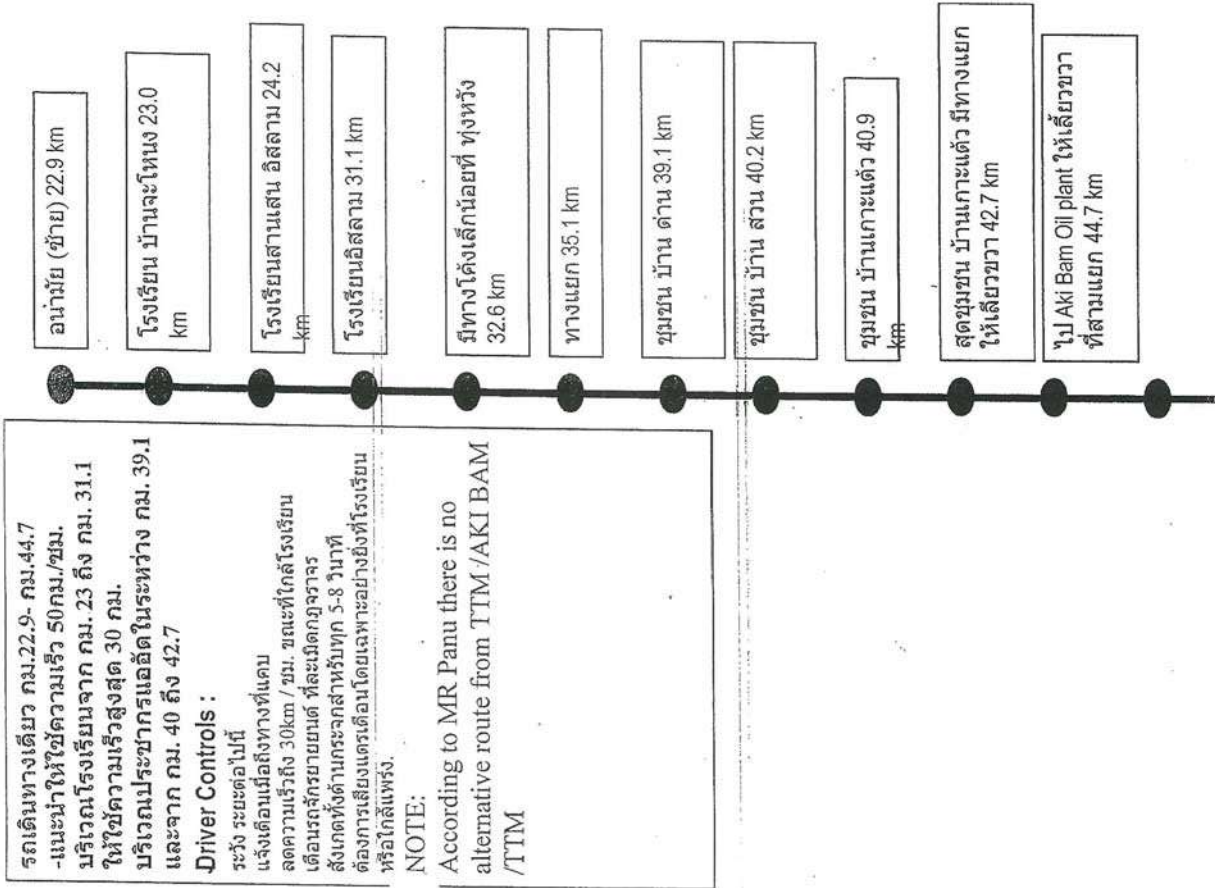 รถเดินทางเดียว กม.22.9- กม.44.7
-แนะนำให้ใช้ความเร็ว 50กม./ชม.
บริเวณโรงเรียนจาก กม. 23 ถึง กม. 31.1
ให้ใช้ความเร็วสูงสุด 30 กม.
บริเวณประชากรแออัดในระหว่าง กม. 39.1
และจาก กม. 40 ถึง 42.7
Driver Controls :
ระวัง ระยะต่อไปนี้
แจ้งเตือนเมื่อถึงทางที่แคบ
ลดความเร็วถึง 30km / ชม. ขณะที่ใกล้โรงเรียน
เตือนรถจักรยายยนต์ ที่ละเมิดกฎจราจร
สังเกตทั้งด้านกระจกสำหรับทุก 5-8 วินาที
ต้องการเสียงแตรเตือนโดยเฉพาะอย่างยิ่งที่โรงเรียน
หรือใกล้แพร่ง.
NOTE:
According to MR Panu there is no
alternative route from TTM /AKI BAM
/TTM
อนามัย (ซ้าย) 22.9 km
โรงเรียน บ้านจะโหนง 23.0
km
โรงเรียนสานเสน อิสลาม 24.2
km
โรงเรียนอิสลาม 31.1 km
มีทางโค้งเล็กน้อยที่ ทุ่งหวัง
32.6 km
ทางแยก 35.1 km
ชุมชน บ้าน ด่าน 39.1 km
ชุมชน บ้าน สวน 40.2 km
ชุมชน บ้านเกาะแต้ว 40.9
km
สุดชุมชน บ้านเกาะแต้ว มีทางแยก
ให้เลี้ยวขวา 42.7 km
ไป Aki Bam Oil plant ให้เลี้ยวขวา
ที่สามแยก 44.7 km